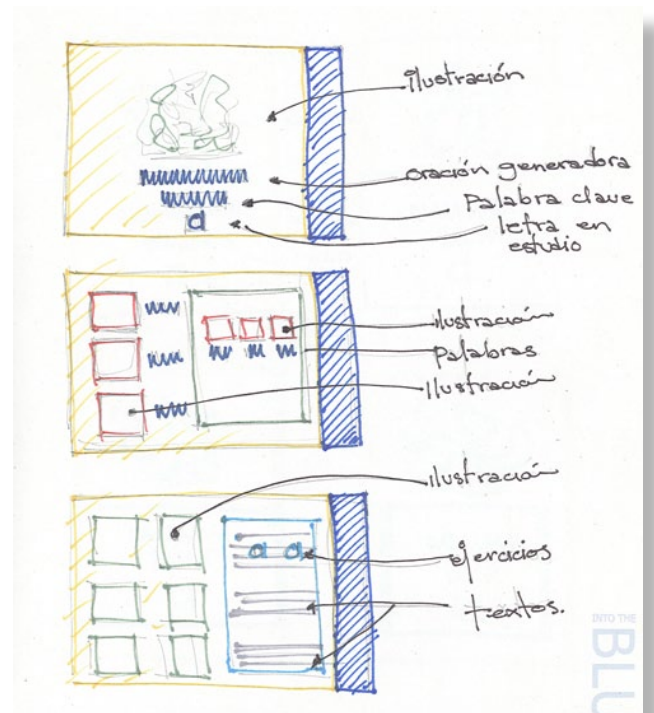 ilustración
oración generadora
Palabra clave
letra en
estudio
a
ilustración
Palabras
ilustración
ilustración
a a
ejercicios
textos.
INTO THE
BLU